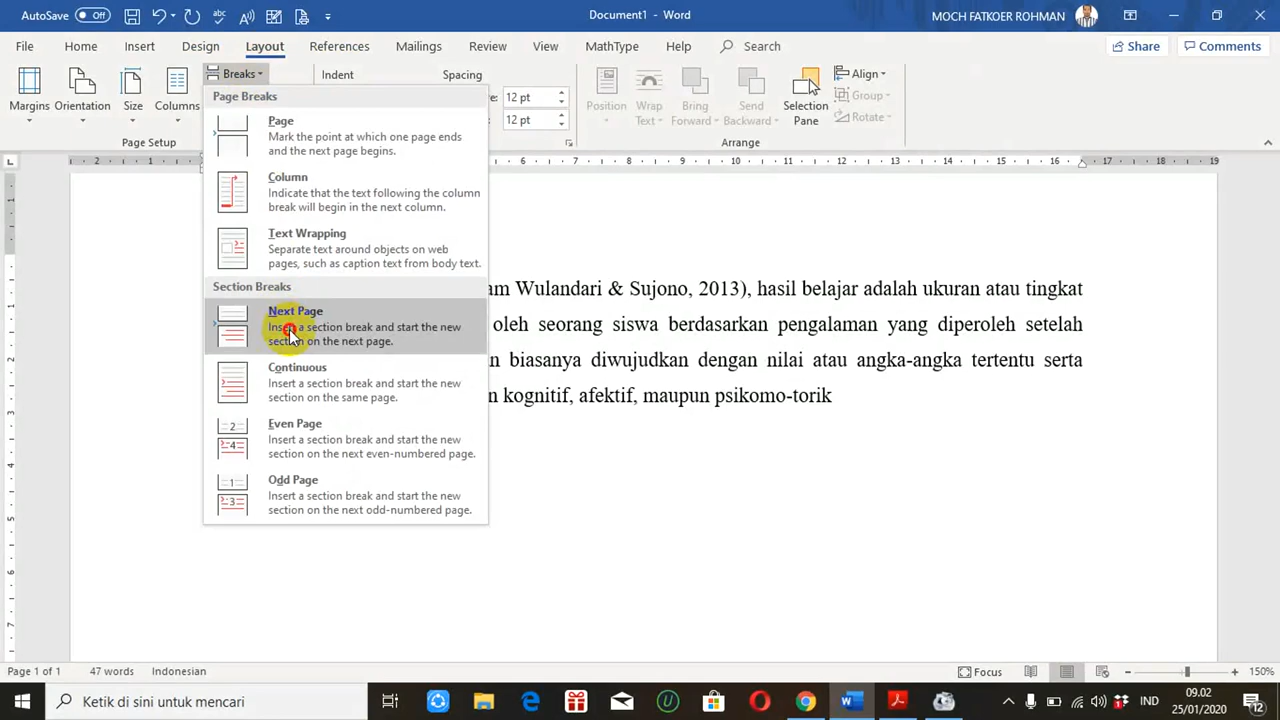 AutoSave Off
Document1 - Word
MOCH FATKOER ROHMAN
File Home Insert Draw Design Layout References Mailings Review View MathType Help Search
Share Comments
Breaks
Indent
Spacing
Margins
Orientation
Size
Columns
12 pt
12 pt
Position
Wrap Text
Bring Forward
Send Backward
Selection Pane
Align
Group
Rotate
Page Setup
Arrange
Page Breaks
Page
Mark the point at which one page ends
and the next page begins.
Column
Indicate that the text following the column
break will begin in the next column.
Text Wrapping
Separate text around objects on web
pages, such as caption text from body text.
Section Breaks
Next Page
Insert a section break and start the new
section on the next page.
Continuous
Insert a section break and start the new
section on the same page.
Even Page
Insert a section break and start the new
section on the next even-numbered page.
Odd Page
Insert a section break and start the new
section on the next odd-numbered page.
Wulandari & Sujono, 2013), hasil belajar adalah ukuran atau tingkat
oleh seorang siswa berdasarkan pengalaman yang diperoleh setelah
biasanya diwujudkan dengan nilai atau angka-angka tertentu serta
kognitif, afektif, maupun psikomo-torik
Page 1 of 1
47 words
Indonesian
Focus
150%
Ketik di sini untuk mencari
IND
09.02
25/01/2020
12